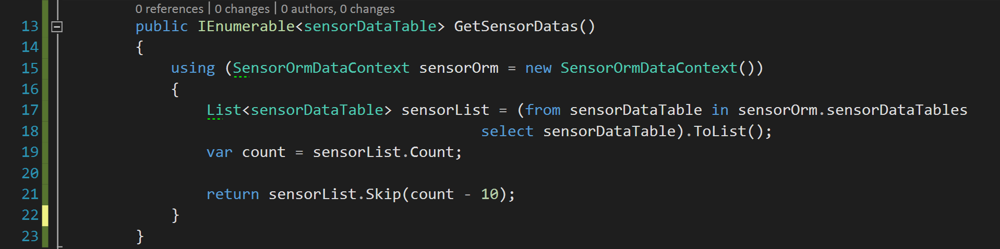 0 references | 0 changes | 0 authors, 0 changes
13 public IEnumerable<sensorDataTable> GetSensorDatas()
14 {
15 using (SensorOrmDataContext sensorOrm = new SensorOrmDataContext())
16 {
17 List<sensorDataTable> sensorList = (from sensorDataTable in sensorOrm.sensorDataTables
18 select sensorDataTable).ToList();
19 var count = sensorList.Count;
20
21 return sensorList.Skip(count - 10);
22 }
23 }